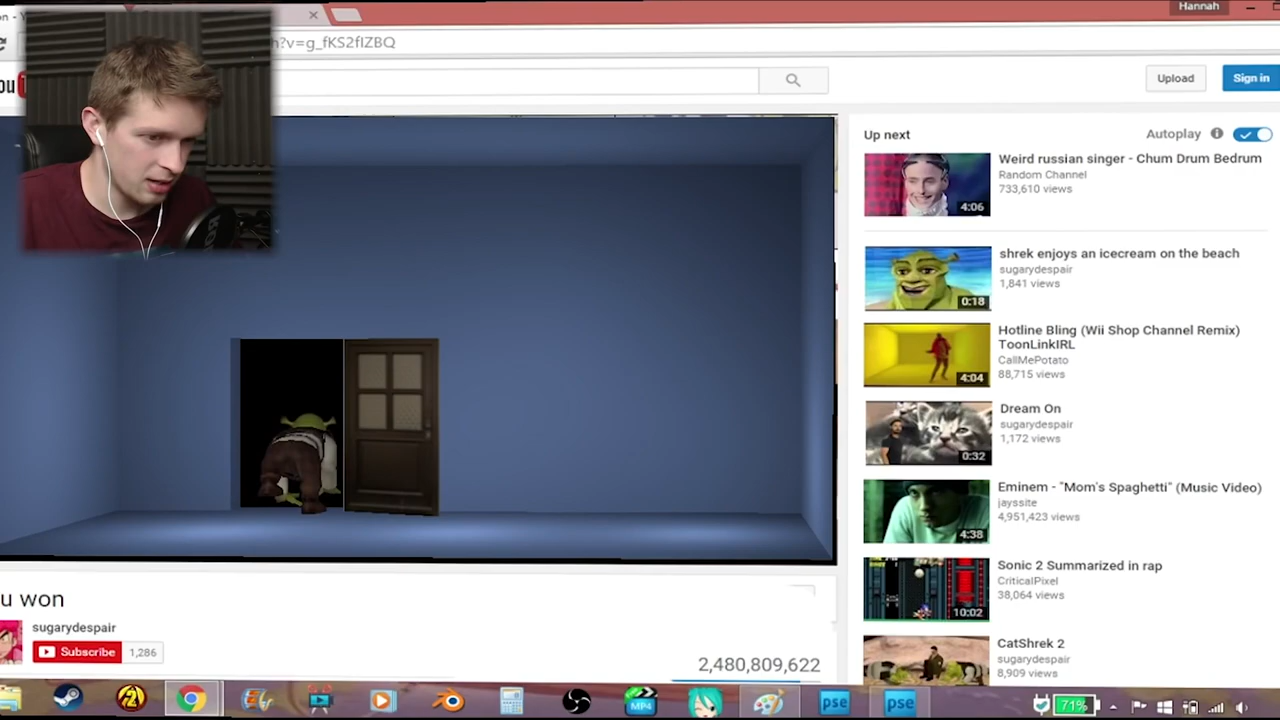 Hannah
h?v=g_fKS2fIZBQ
Upload
Sign in
Up next
Autoplay
Weird russian singer - Chum Drum Bedrum
Random Channel
733,610 views
4:06
shrek enjoys an icecream on the beach
sugarydespair
1,841 views
0:18
Hotline Bling (Wii Shop Channel Remix)
ToonLinkIRL
CallMePotato
88,715 views
4:04
Dream On
sugarydespair
1,172 views
0:32
Eminem - "Mom's Spaghetti" (Music Video)
jayssite
4,951,423 views
4:38
Sonic 2 Summarized in rap
CriticalPixel
38,064 views
10:02
CatShrek 2
sugarydespair
8,909 views
u won
sugarydespair
Subscribe 1,286
2,480,809,622
MP4
pse
pse
71%